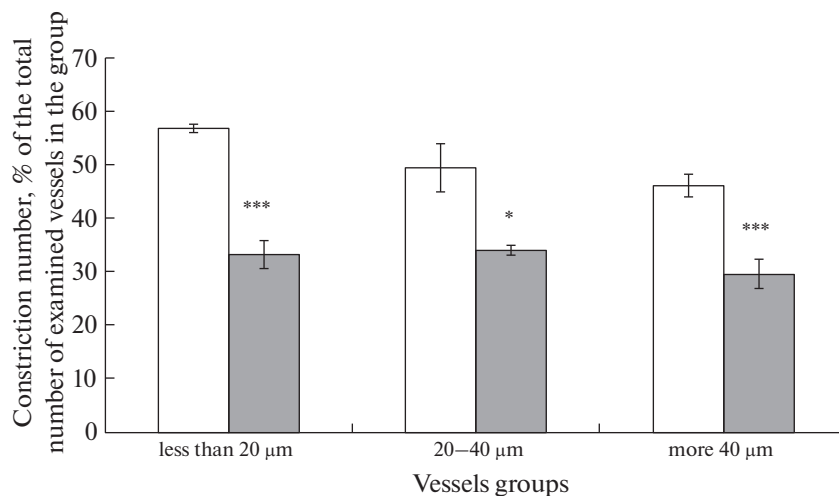 Constriction number, % of the total
number of examined vessels in the group
70
60
50
40
30
20
10
0
***
*
***
less than 20 μm
20–40 μm
more 40 μm
Vessels groups